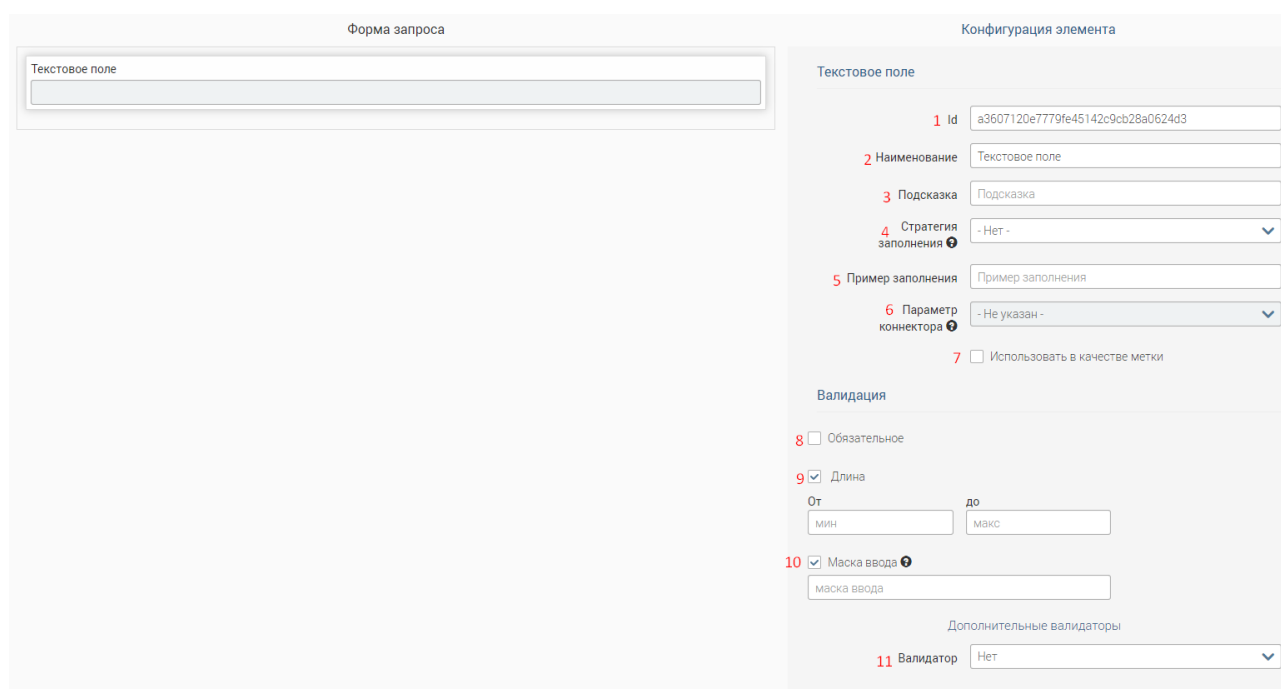 Форма запроса
Конфигурация элемента
Текстовое поле
Текстовое поле
1 Id a3607120e7779fe45142c9cb28a0624d3
2 Наименование Текстовое поле
3 Подсказка Подсказка
4 Стратегия заполнения - Нет -
5 Пример заполнения Пример заполнения
6 Параметр коннектора - Не указан -
7 Использовать в качестве метки
Валидация
8 Обязательное
9 Длина
От до
мин макс
10 Маска ввода
маска ввода
Дополнительные валидаторы
11 Валидатор Нет